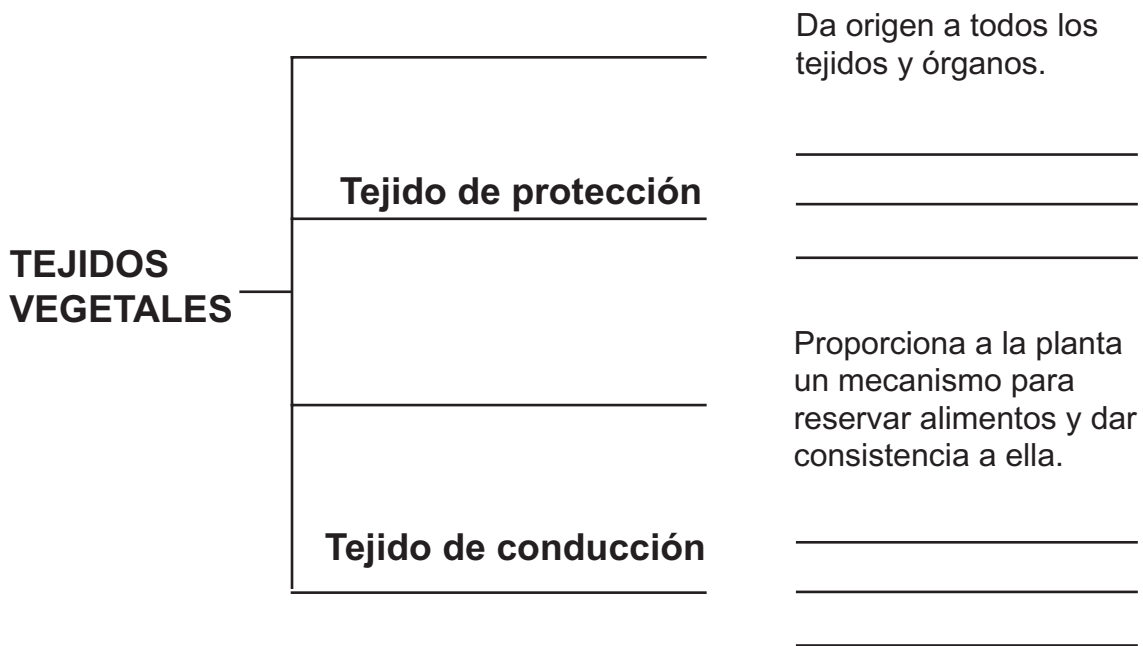 Da origen a todos los
tejidos y órganos.
Tejido de protección
TEJIDOS
VEGETALES
Proporciona a la planta
un mecanismo para
reservar alimentos y dar
consistencia a ella.
Tejido de conducción